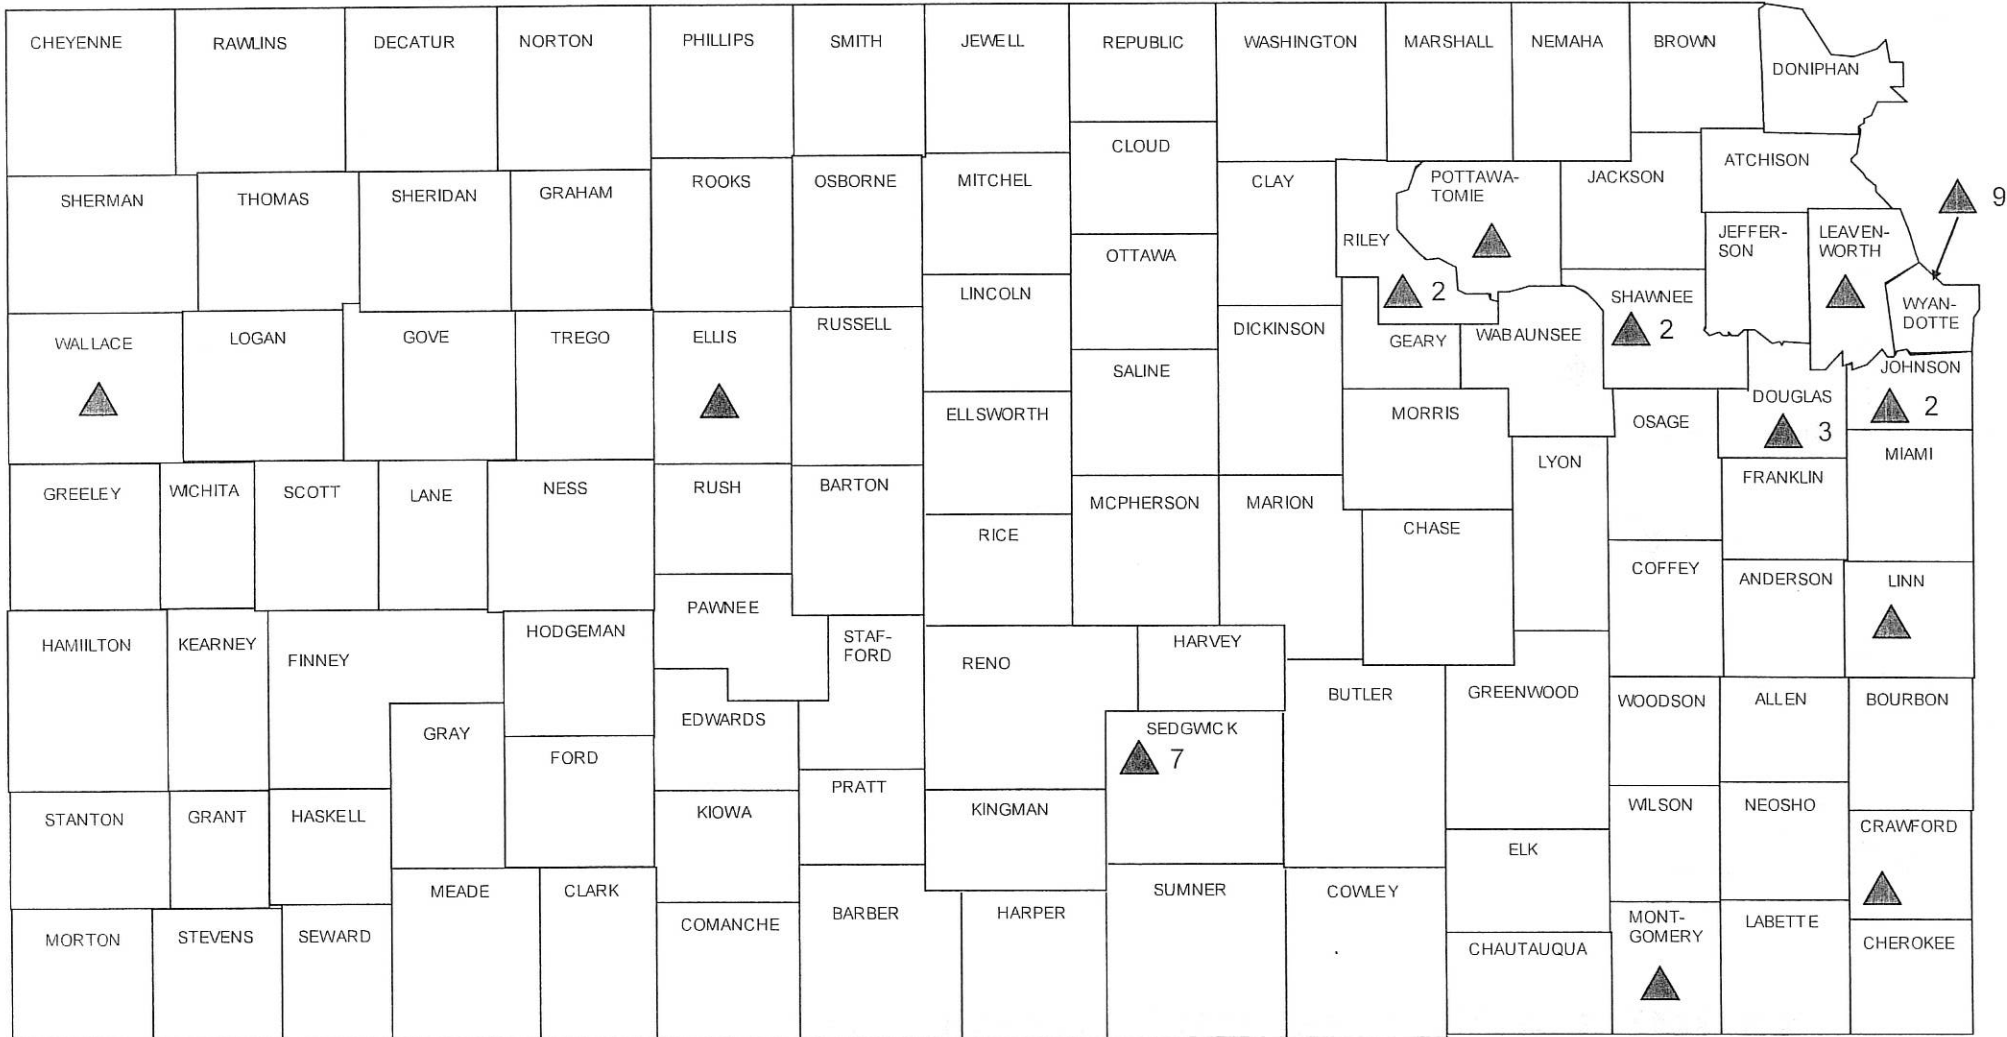 CHEYENNE
RAWLINS
DECATUR
NORTON
PHILLIPS
SMITH
JEWELL
REPUBLIC
WASHINGTON
MARSHALL
NEMAHA
BROWN
DONIPHAN
CLOUD
ATCHISON
SHERMAN
THOMAS
SHERIDAN
GRAHAM
ROOKS
OSBORNE
MITCHEL
CLAY
POTTAWA-
TOMIE
JACKSON
9
RILEY
JEFFER-
SON
LEAVEN-
WORTH
OTTAWA
LINCOLN
2
SHAWNEE
2
WYAN-
DOTTE
WALLACE
LOGAN
GOVE
TREGO
ELLIS
RUSSELL
DICKINSON
GEARY
WABAUNSEE
SALINE
JOHNSON
2
ELLSWORTH
MORRIS
OSAGE
DOUGLAS
3
GREELEY
WICHITA
SCOTT
LANE
NESS
RUSH
BARTON
LYON
MIAMI
FRANKLIN
MCPHERSON
MARION
RICE
CHASE
COFFEY
ANDERSON
LINN
PAWNEE
HAMIILTON
KEARNEY
FINNEY
HODGEMAN
STAF-
FORD
RENO
HARVEY
BUTLER
GREENWOOD
WOODSON
ALLEN
BOURBON
GRAY
EDWARDS
SEDGWICK
7
FORD
PRATT
STANTON
GRANT
HASKELL
KIOWA
KINGMAN
WILSON
NEOSHO
CRAWFORD
ELK
MEADE
CLARK
SUMNER
COWLEY
COMANCHE
BARBER
HARPER
MONT-
GOMERY
LABETTE
MORTON
STEVENS
SEWARD
CHAUTAUQUA
CHEROKEE